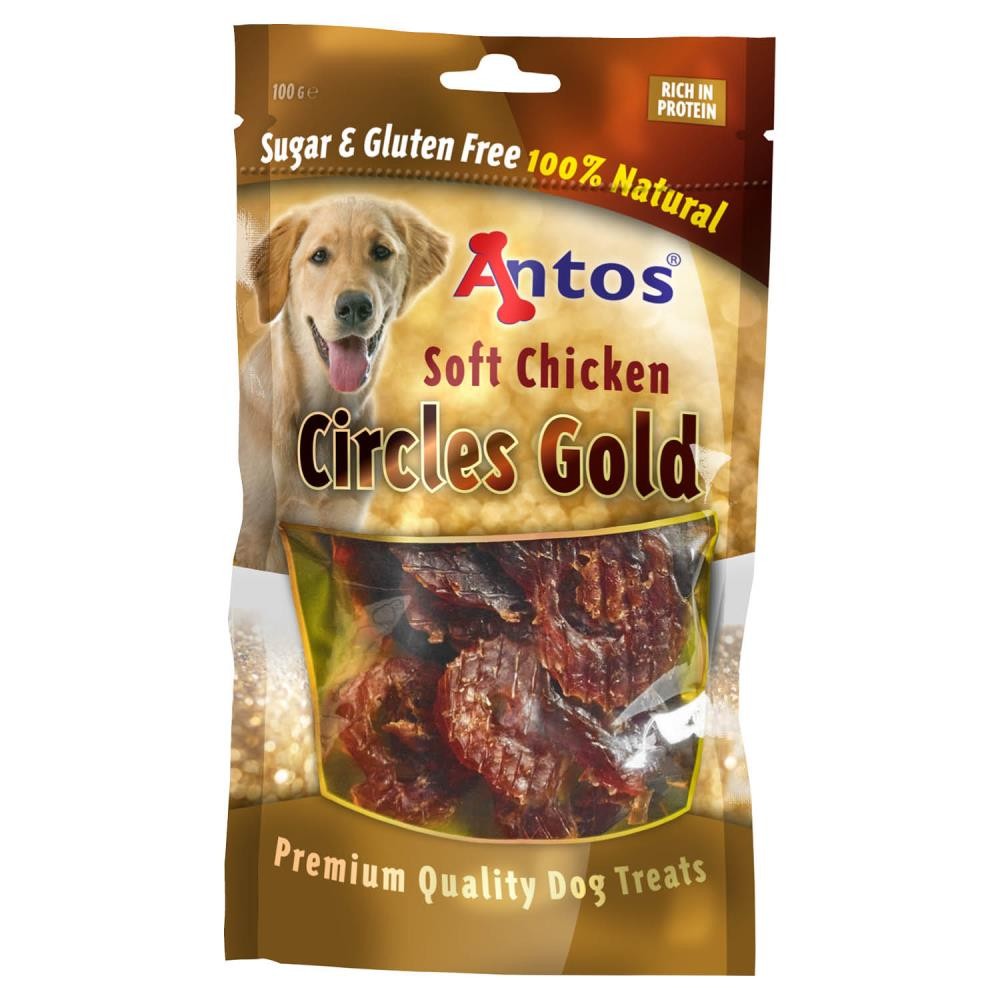 100 G e
RICH IN
PROTEIN
Sugar & Gluten Free 100% Natural
Antos®
Soft Chicken
Circles Gold
Premium Quality Dog Treats